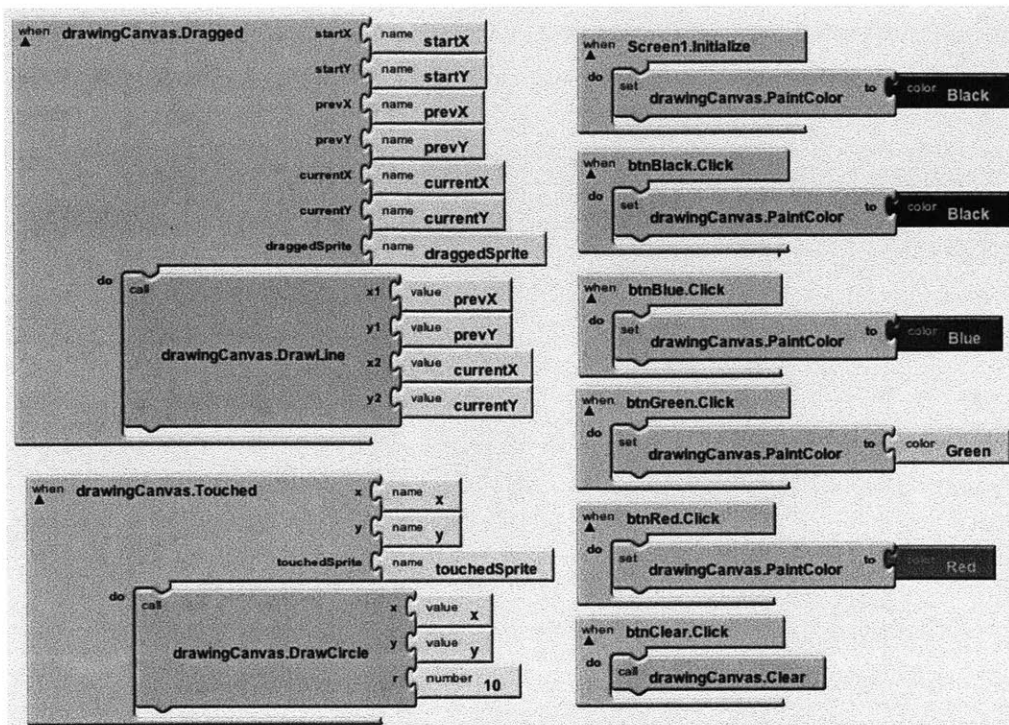 when drawingCanvas.Dragged
startX name startX
startY name startY
prevX name prevX
prevY name prevY
currentX name currentX
currentY name currentY
draggedSprite name draggedSprite
do call drawingCanvas.DrawLine
x1 value prevX
y1 value prevY
x2 value currentX
y2 value currentY
when drawingCanvas.Touched
x name x
y name y
touchedSprite name touchedSprite
do call drawingCanvas.DrawCircle
x value x
y value y
r number 10
when Screen1.Initialize
do set drawingCanvas.PaintColor to color Black
when btnBlack.Click
do set drawingCanvas.PaintColor to color Black
when btnBlue.Click
do set drawingCanvas.PaintColor to color Blue
when btnGreen.Click
do set drawingCanvas.PaintColor to color Green
when btnRed.Click
do set drawingCanvas.PaintColor to color Red
when btnClear.Click
do call drawingCanvas.Clear